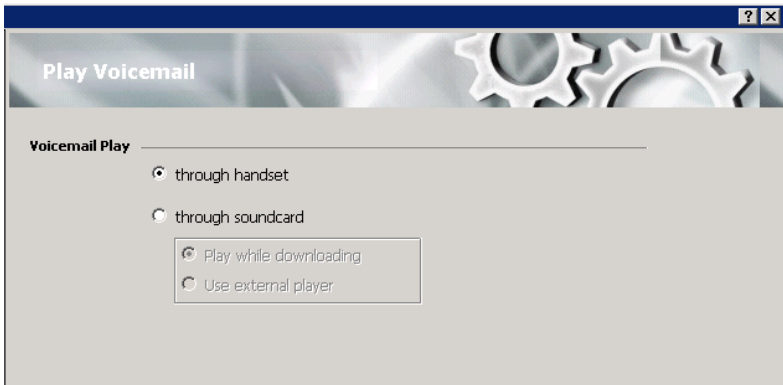 ?
Play Voicemail
Voicemail Play
through handset
through soundcard
Play while downloading
Use external player